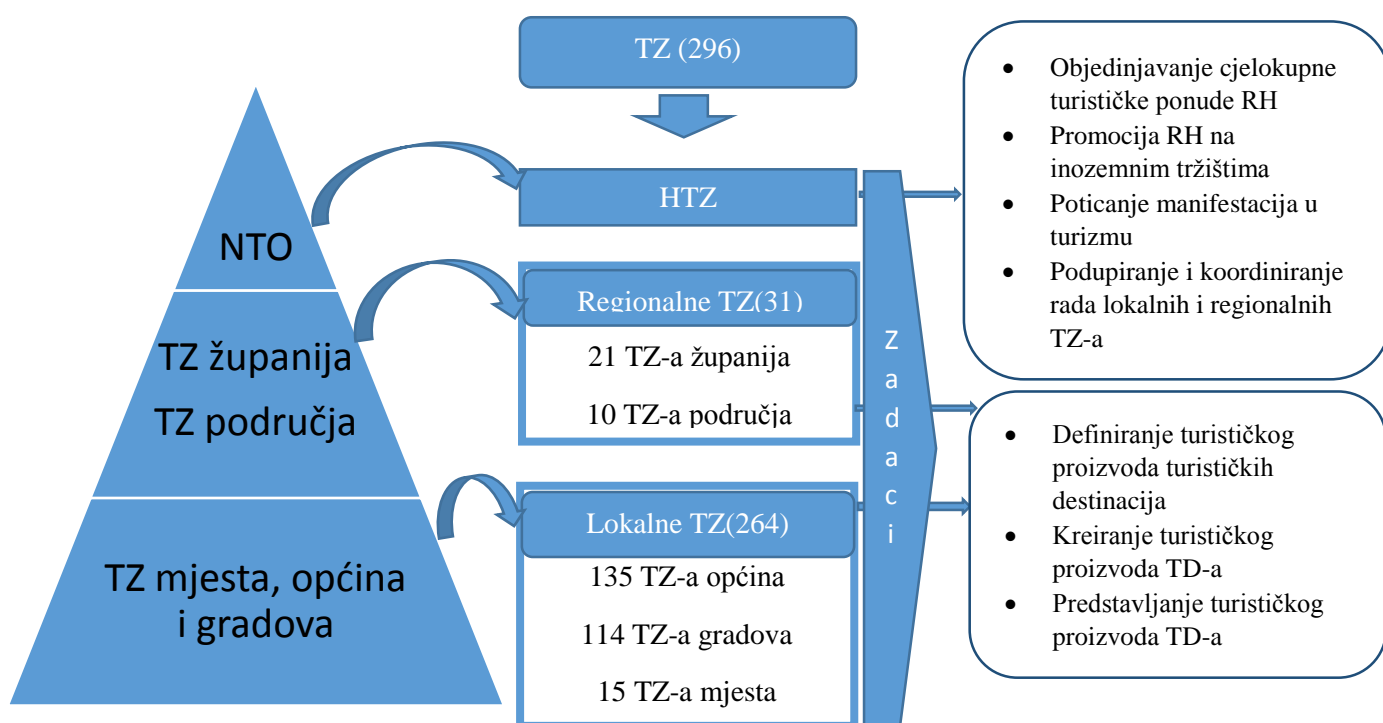 TZ (296)
NTO
TZ županija
TZ područja
TZ mjesta, općina
i gradova
HTZ
Regionalne TZ(31)
21 TZ-a županija
10 TZ-a područja
Lokalne TZ(264)
135 TZ-a općina
114 TZ-a gradova
15 TZ-a mjesta
Z
a
d
a
c
i
• Objedinjavanje cjelokupne
turističke ponude RH
• Promocija RH na
inozemnim tržištima
• Poticanje manifestacija u
turizmu
• Podupiranje i koordiniranje
rada lokalnih i regionalnih
TZ-a
• Definiranje turističkog
proizvoda turističkih
destinacija
• Kreiranje turističkog
proizvoda TD-a
• Predstavljanje turističkog
proizvoda TD-a